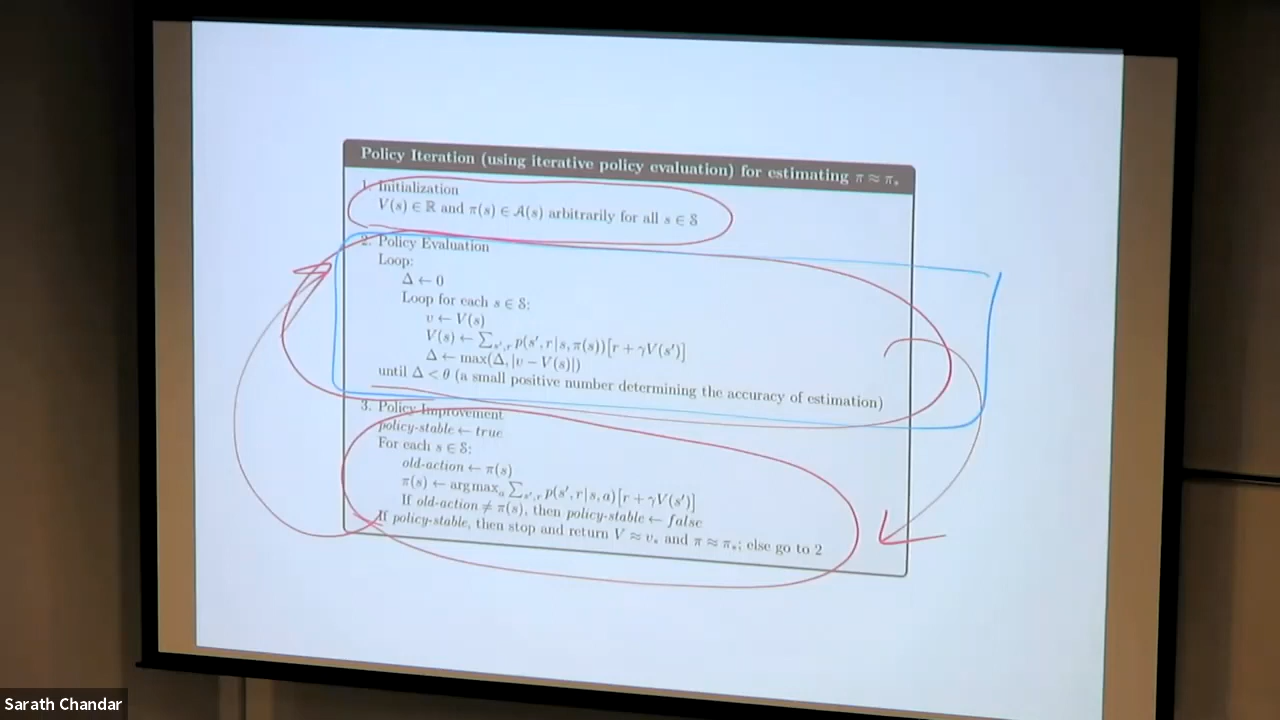 Policy Iteration (using iterative policy evaluation) for estimating π ≈ π*
1. Initialization
V(s) ∈ ℝ and π(s) ∈ 𝒜(s) arbitrarily for all s ∈ 𝒮
2. Policy Evaluation
Loop:
Δ ← 0
Loop for each s ∈ 𝒮:
v ← V(s)
V(s) ← ∑_{s',r} p(s',r|s,π(s))[r + γV(s')]
Δ ← max(Δ, |v − V(s)|)
until Δ < θ (a small positive number determining the accuracy of estimation)
3. Policy Improvement
policy-stable ← true
For each s ∈ 𝒮:
old-action ← π(s)
π(s) ← argmax_a ∑_{s',r} p(s',r|s,a)[r + γV(s')]
If old-action ≠ π(s), then policy-stable ← false
If policy-stable, then stop and return V ≈ v* and π ≈ π*; else go to 2
Sarath Chandar